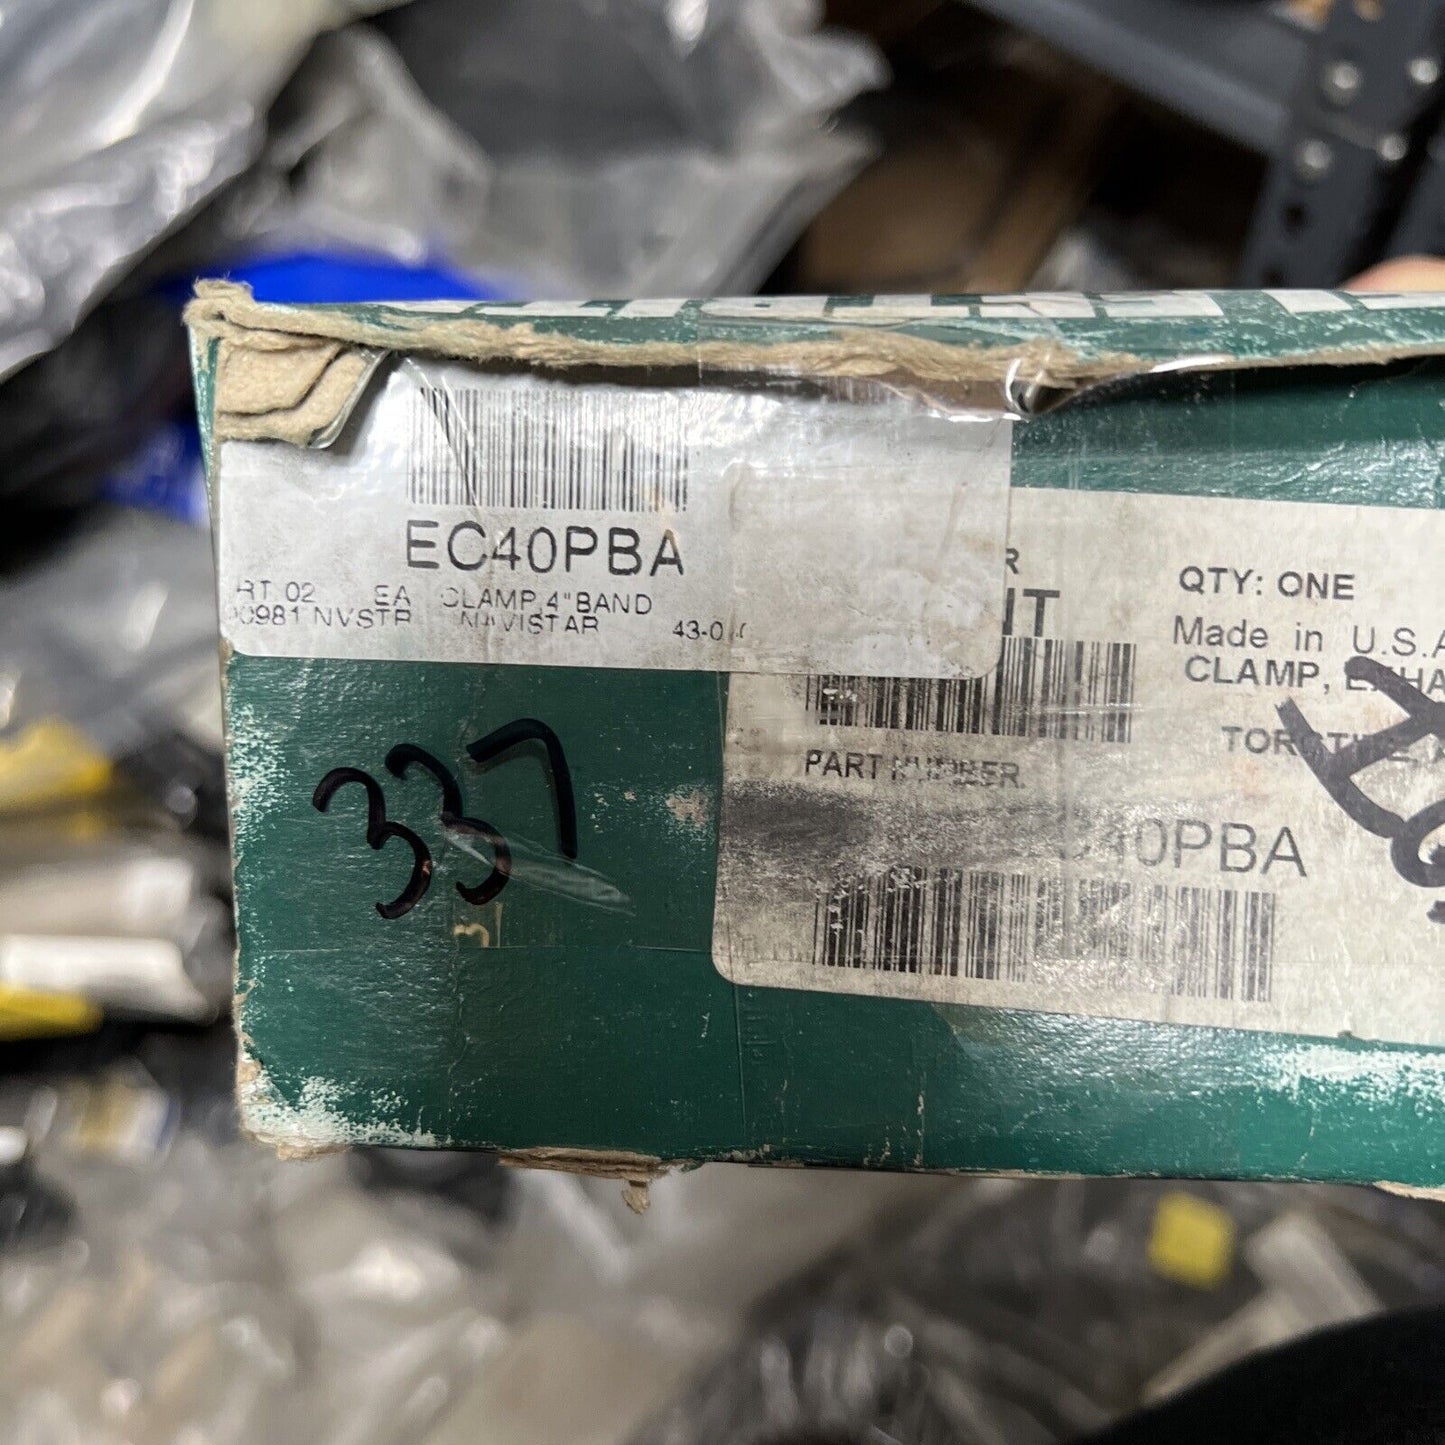 EC40PBA
RT 02 EA CLAMP,4"BAND
0981 NVSTR NAVISTAR 43-0
337
QTY: ONE
Made in U.S.A
CLAMP, EXHA
PART NUMBER
40PBA